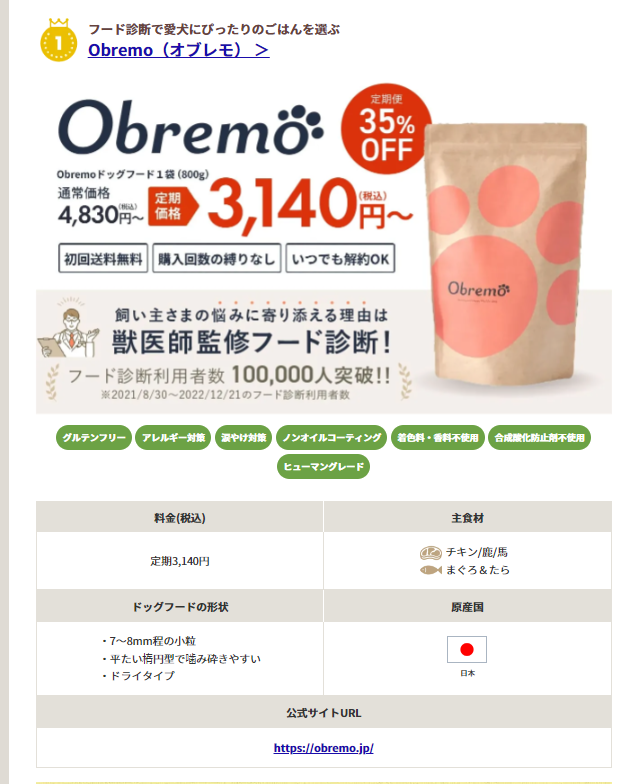 1
フード診断で愛犬にぴったりのごはんを選ぶ
Obremo（オブレモ） ＞
Obremo
定期便
35%
OFF
Obremoドッグフード１袋（800g）
通常価格
4,830円〜(税込)
定期
価格
3,140円〜(税込)
初回送料無料
購入回数の縛りなし
いつでも解約OK
Obremo
飼い主さまの悩みに寄り添える理由は
獣医師監修フード診断！
フード診断利用者数 100,000人突破!!
※2021/8/30〜2022/12/21のフード診断利用者数
グルテンフリー
アレルギー対策
涙やけ対策
ノンオイルコーティング
着色料・香料不使用
合成酸化防止剤不使用
ヒューマングレード
料金(税込)
主食材
定期3,140円
チキン/鹿/馬
まぐろ＆たら
ドッグフードの形状
原産国
・7〜8mm程の小粒
・平たい楕円型で噛み砕きやすい
・ドライタイプ
日本
公式サイトURL
https://obremo.jp/